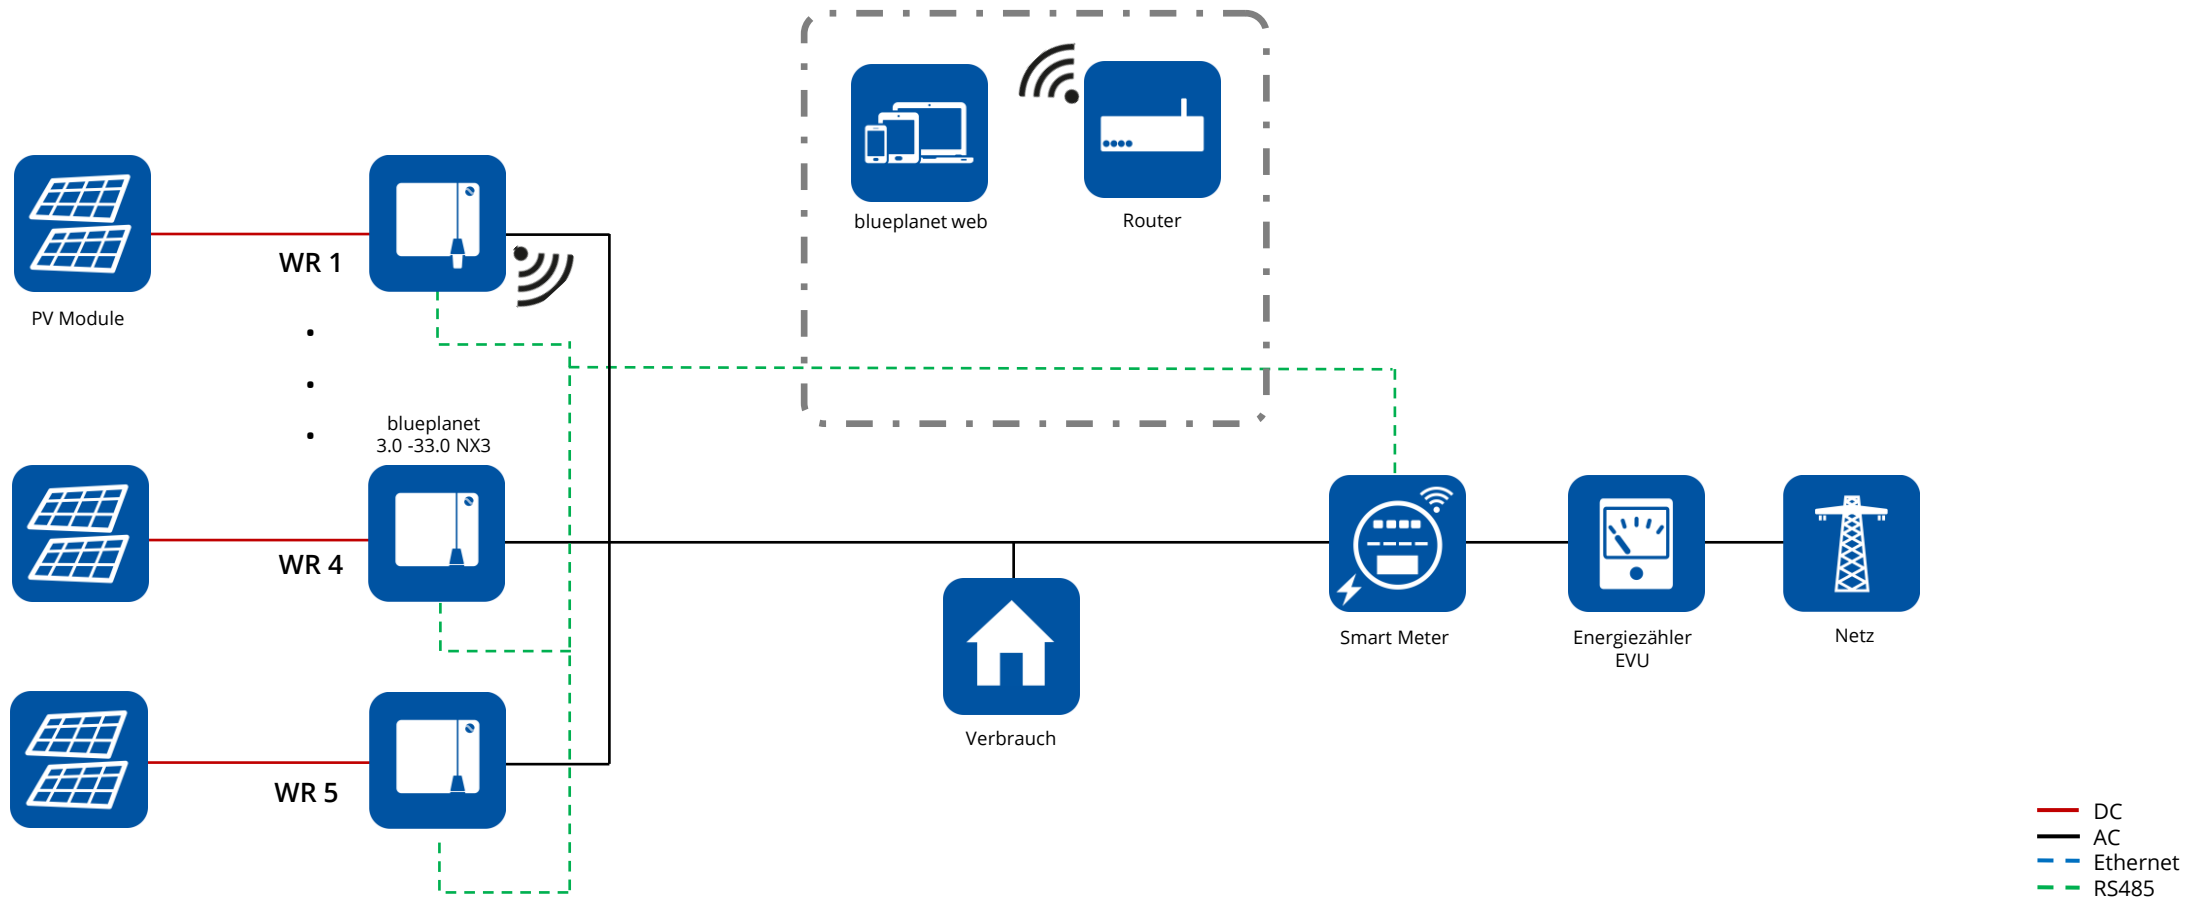 blueplanet web
Router
WR 1
PV Module
blueplanet
3.0 -33.0 NX3
WR 4
Smart Meter
Energiezähler
EVU
Netz
Verbrauch
WR 5
DC
AC
Ethernet
RS485